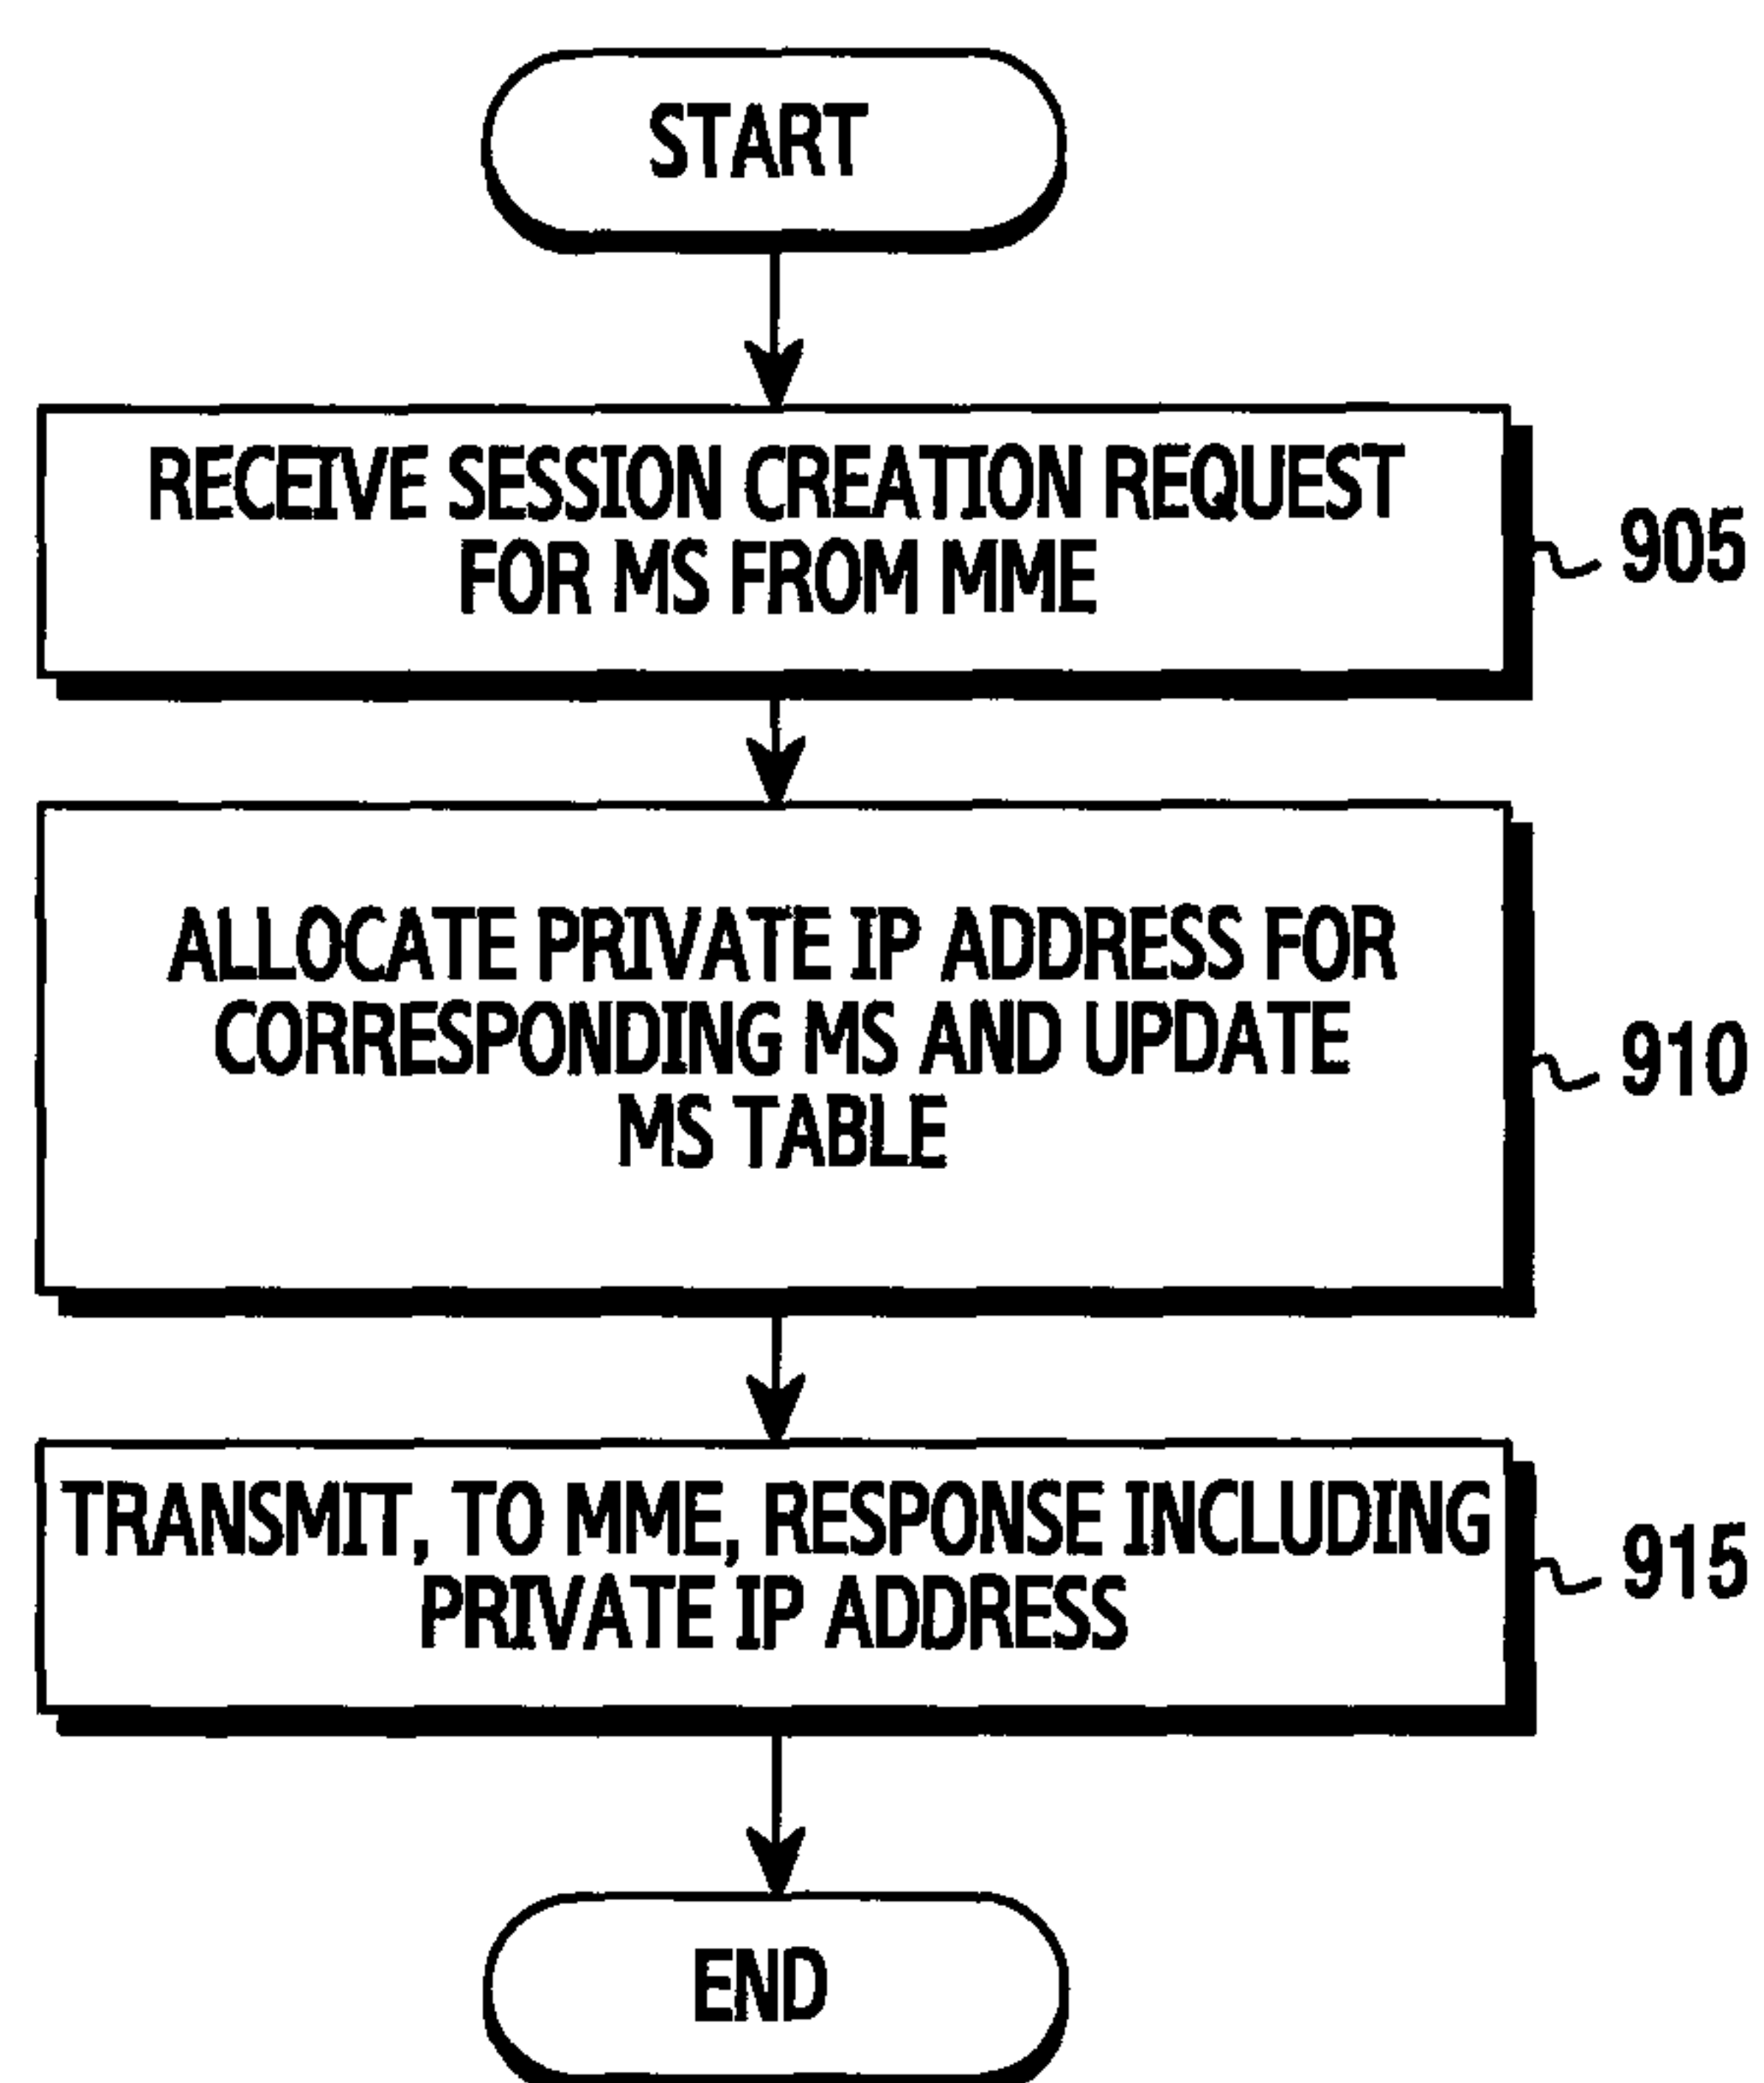 START
RECEIVE SESSION CREATION REQUEST
FOR MS FROM MME
905
ALLOCATE PRIVATE IP ADDRESS FOR
CORRESPONDING MS AND UPDATE
MS TABLE
910
TRANSMIT, TO MME, RESPONSE INCLUDING
PRIVATE IP ADDRESS
915
END